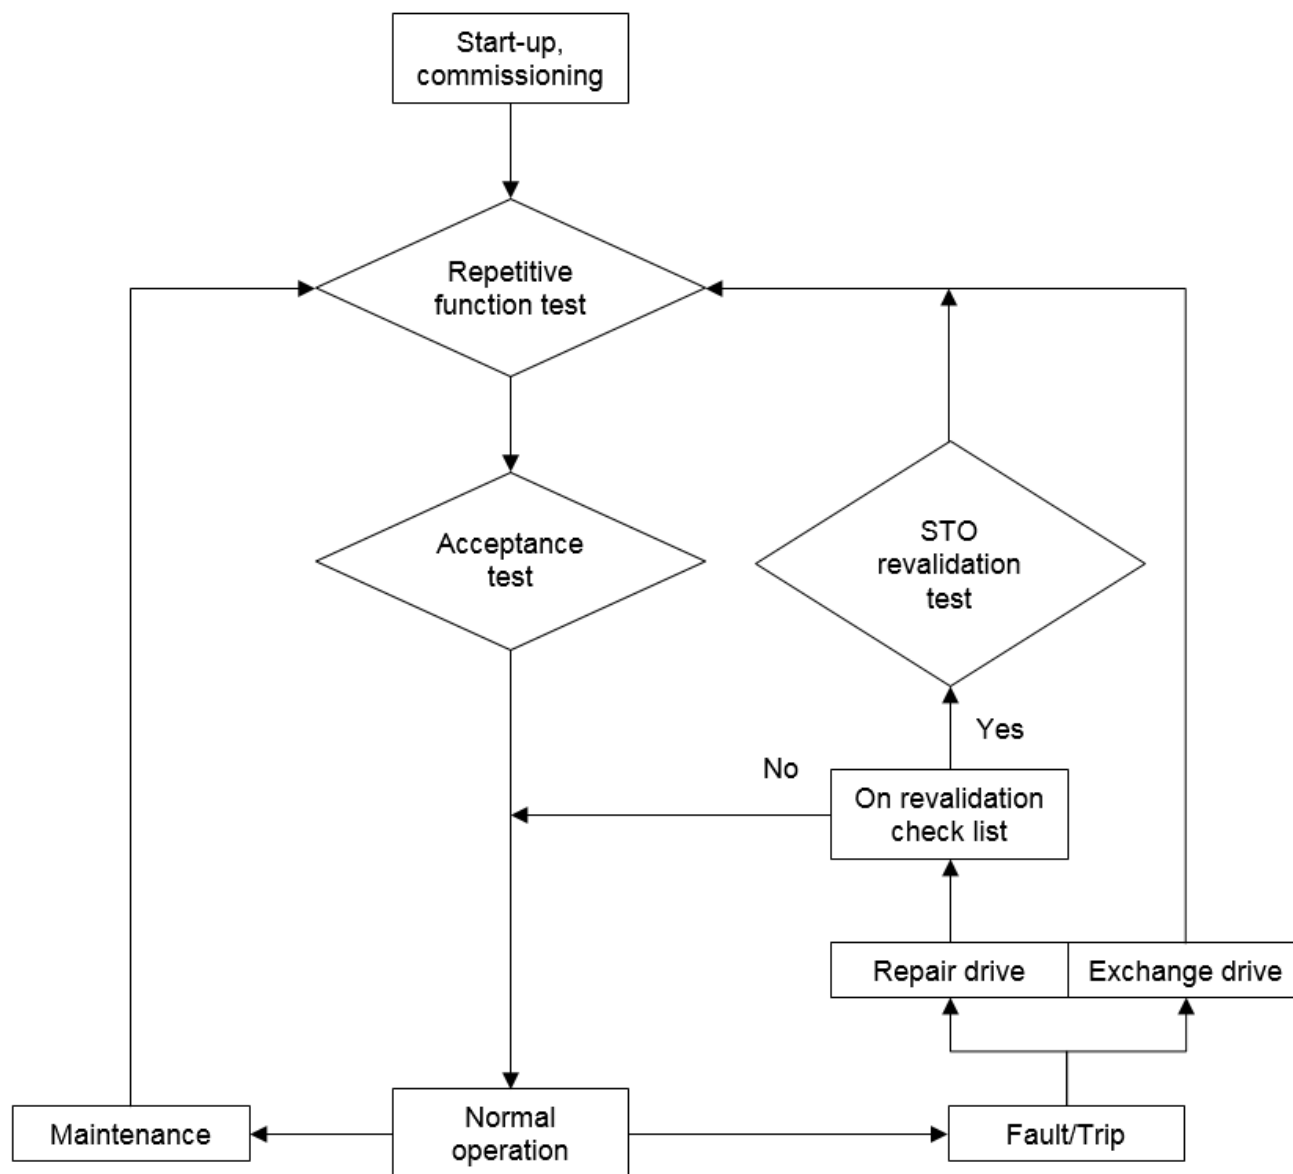 Start-up,
commissioning
Repetitive
function test
Acceptance
test
STO
revalidation
test
Yes
No
On revalidation
check list
Repair drive
Exchange drive
Maintenance
Normal
operation
Fault/Trip